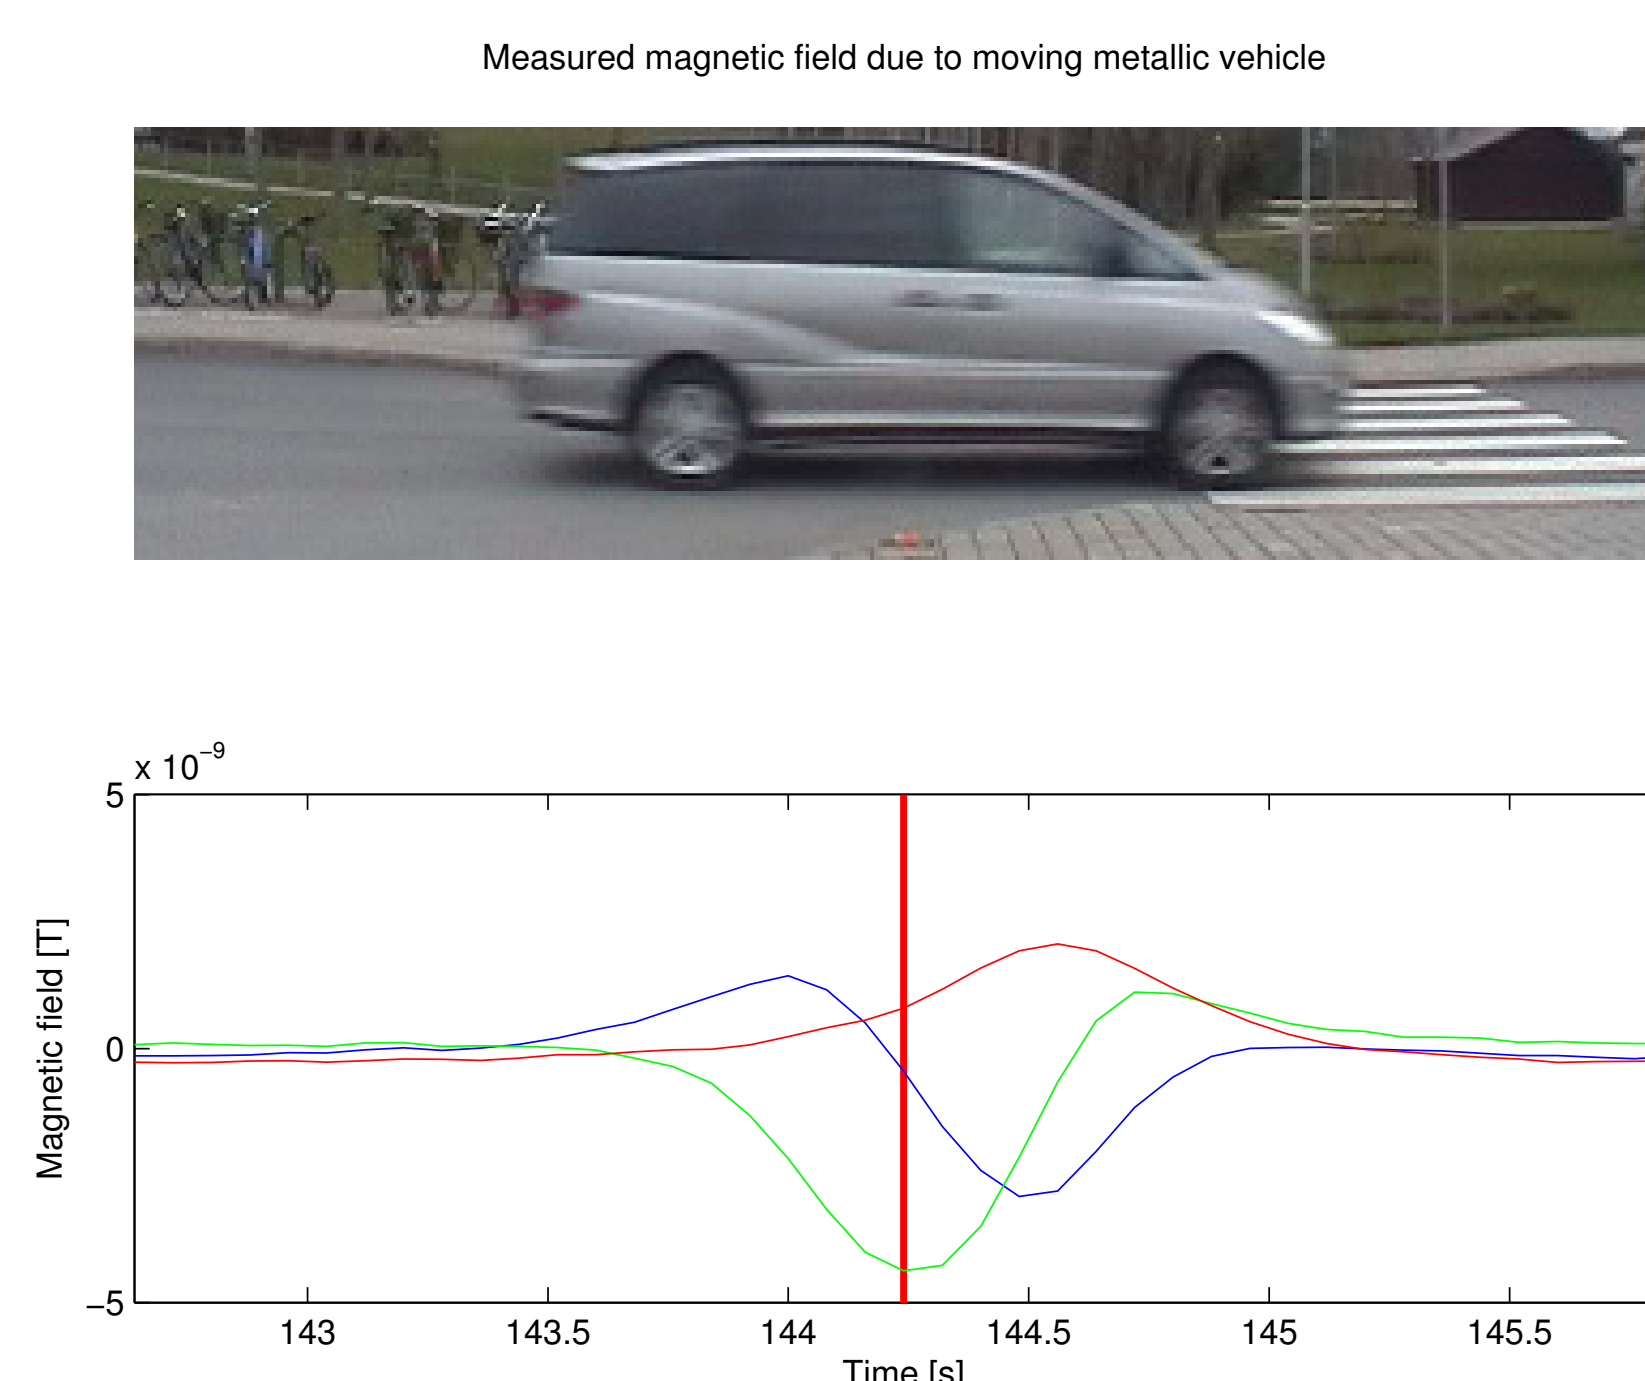 Measured magnetic field due to moving metallic vehicle
x 10⁻⁹
5
0
−5
Magnetic field [T]
143 143.5 144 144.5 145 145.5
Time [s]